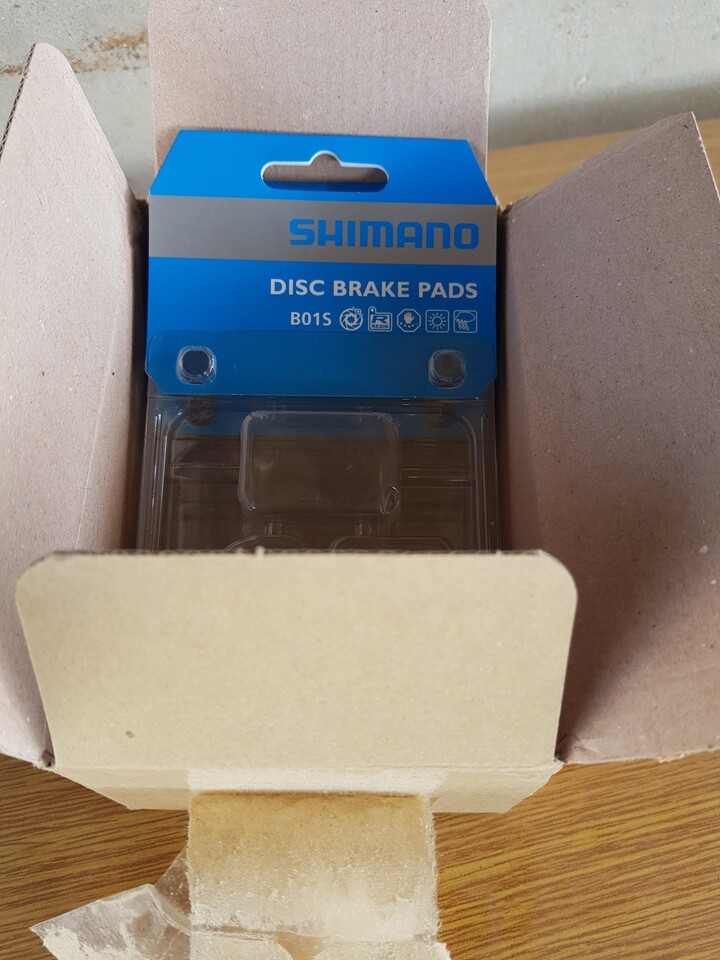 SHIMANO
DISC BRAKE PADS
B01S